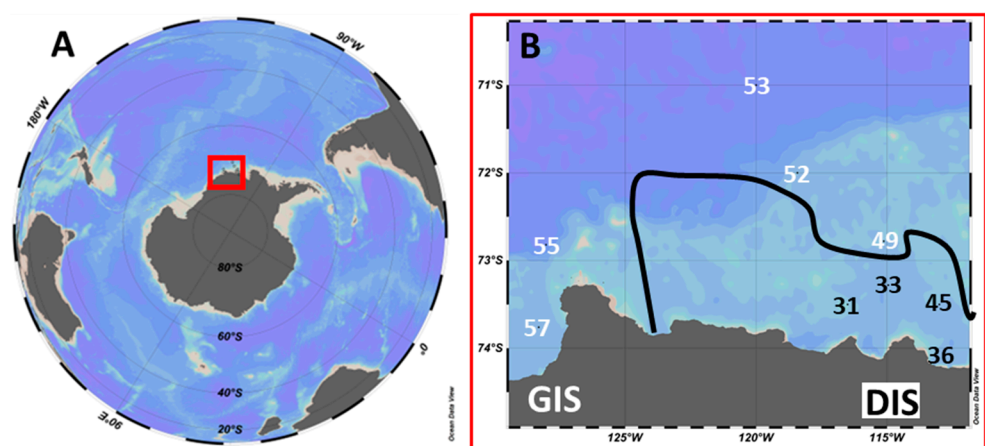 A
90°W
180°W
80°S
60°S
40°S
20°S
0°
90°E
Ocean Data View
B
71°S
72°S
73°S
74°S
53
52
55
49
33
31
45
57
36
GIS
DIS
125°W
120°W
115°W
Ocean Data View